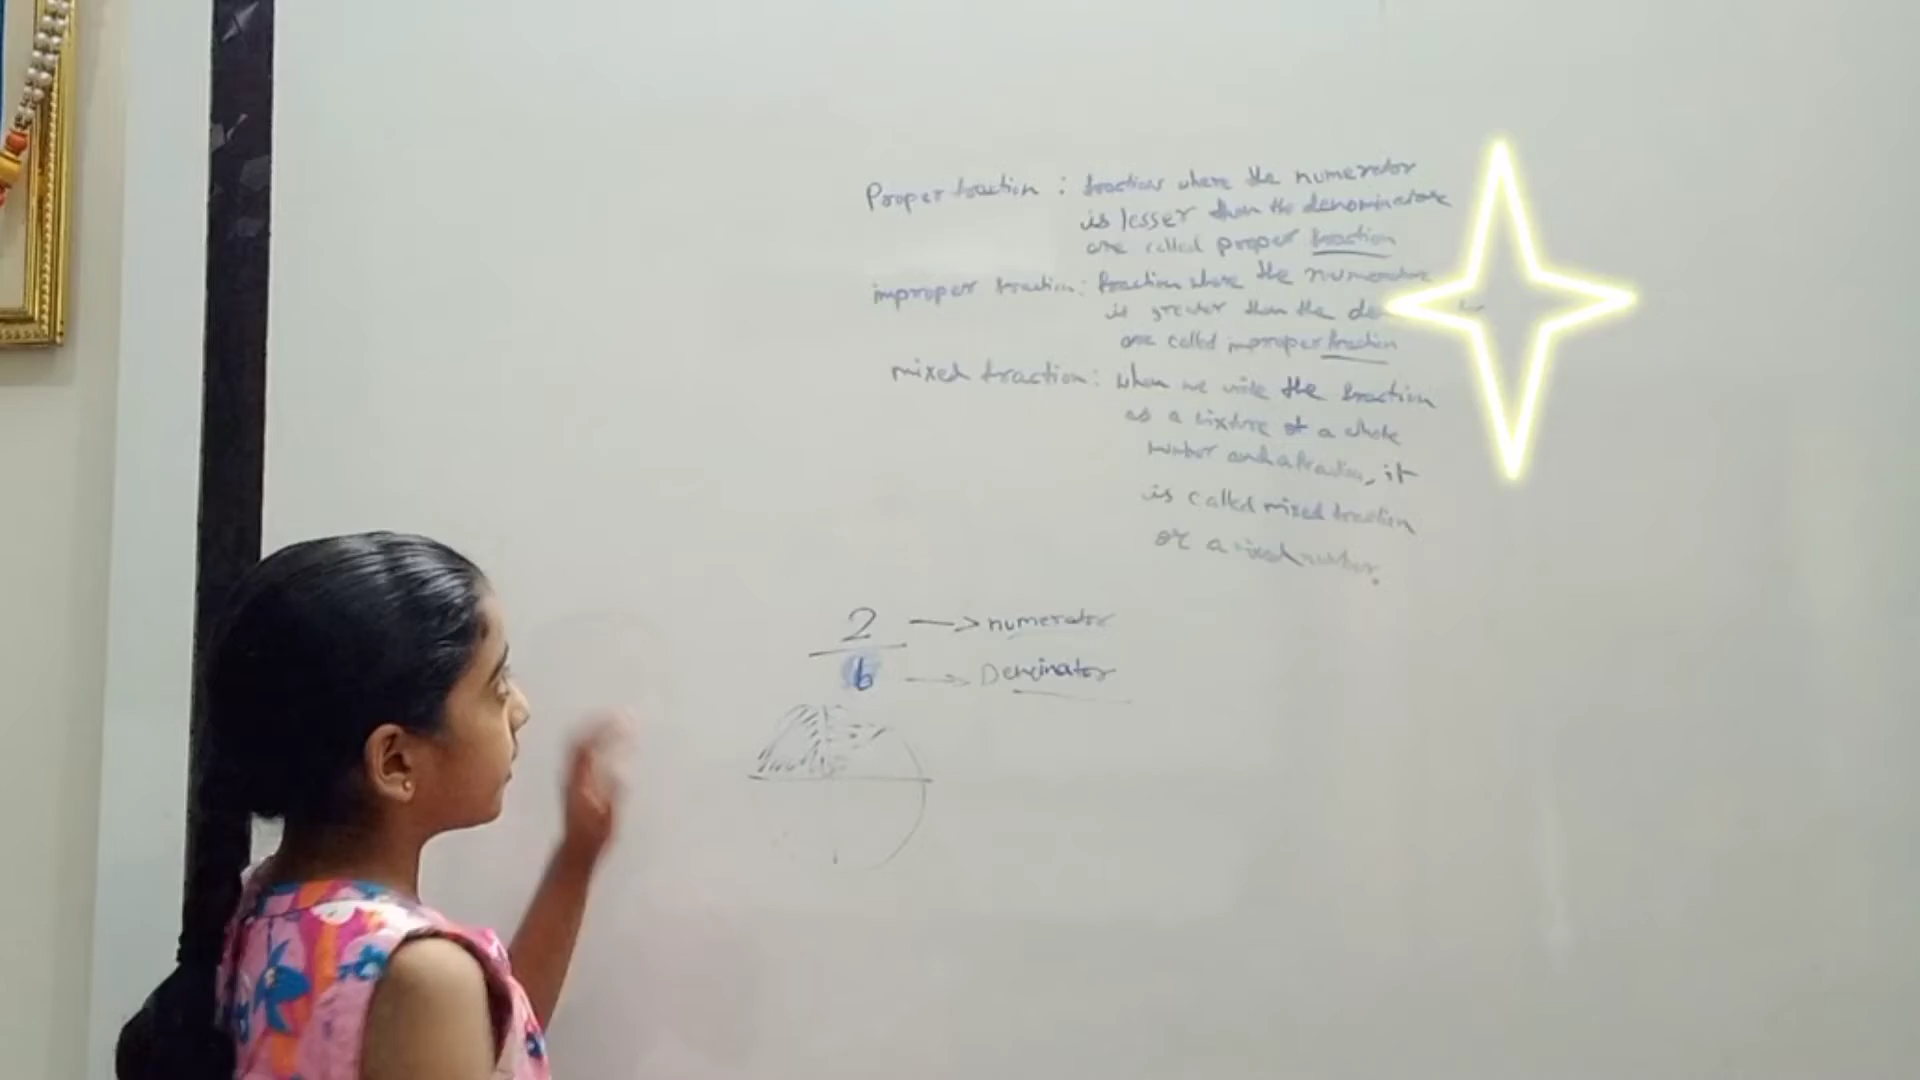 Proper fraction : fractions where the numerator
is lesser than the denominator
are called proper fraction
improper fraction : fraction where the numerator
is greater than the de
are called improper fraction
mixed fraction : when we write the fraction
as a mixture of a whole
number and a fraction, it
is called mixed fraction
or a mixed number.
2 —> numerator
6 —> Denominator